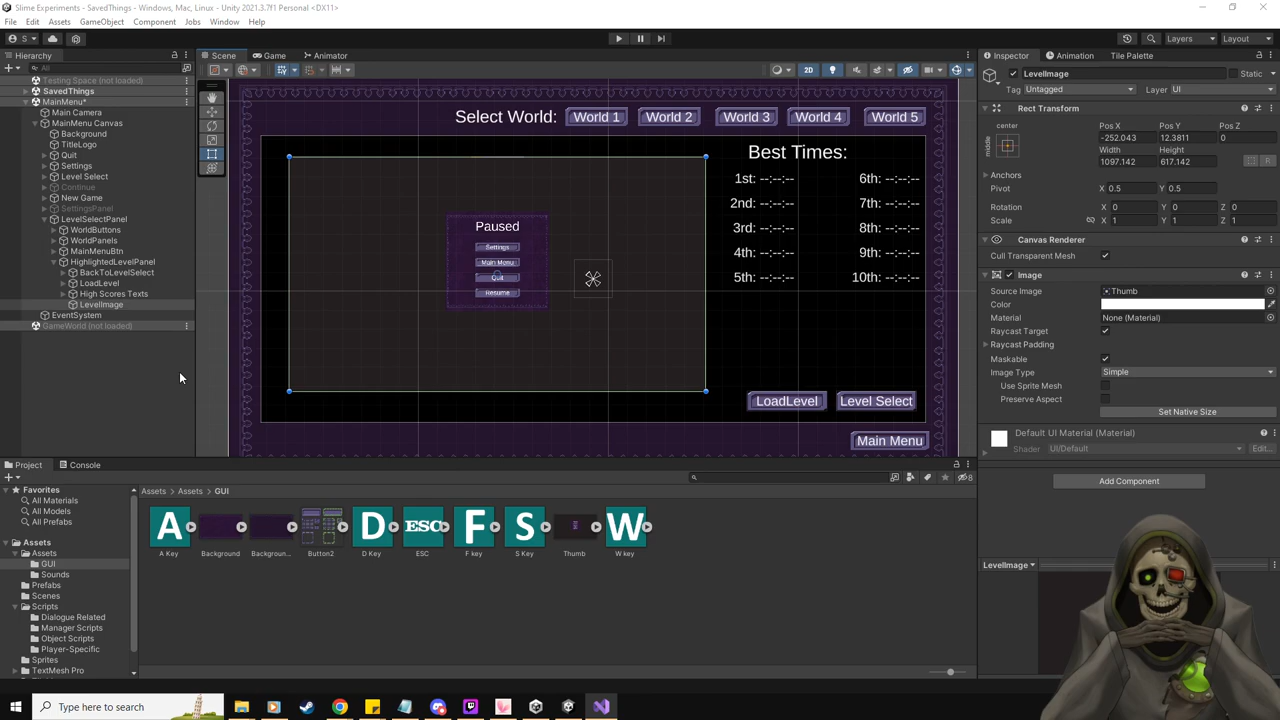 Slime Experiments - SavedThings - Windows, Mac, Linux - Unity 2021.3.7f1 Personal <DX11>
File Edit Assets GameObject Component Jobs Window Help
S Layers Layout
Hierarchy
All
Testing Space (not loaded)
SavedThings
MainMenu*
Main Camera
MainMenu Canvas
Background
TitleLogo
Quit
Settings
Level Select
Continue
New Game
SettingsPanel
LevelSelectPanel
WorldButtons
WorldPanels
MainMenuBtn
HighlightedLevelPanel
BackToLevelSelect
LoadLevel
High Scores Texts
LevelImage
EventSystem
GameWorld (not loaded)
Scene Game Animator
2D
Select World: World 1 World 2 World 3 World 4 World 5
Paused
Settings
Main Menu
Quit
Resume
Best Times:
1st: --:--:-- 6th: --:--:--
2nd: --:--:-- 7th: --:--:--
3rd: --:--:-- 8th: --:--:--
4th: --:--:-- 9th: --:--:--
5th: --:--:-- 10th: --:--:--
LoadLevel Level Select
Main Menu
Inspector Animation Tile Palette
LevelImage Static
Tag Untagged Layer UI
Rect Transform
center Pos X Pos Y Pos Z
middle -252.043 12.3811 0
Width Height
1097.142 617.142
R
Anchors
Pivot X 0.5 Y 0.5
Rotation X 0 Y 0 Z 0
Scale X 1 Y 1 Z 1
Canvas Renderer
Cull Transparent Mesh
Image
Source Image Thumb
Color
Material None (Material)
Raycast Target
Raycast Padding
Maskable
Image Type Simple
Use Sprite Mesh
Preserve Aspect
Set Native Size
Default UI Material (Material)
Shader UI/Default Edit...
Add Component
LevelImage
Project Console
8
Favorites
All Materials
All Models
All Prefabs
Assets
Assets
GUI
Sounds
Prefabs
Scenes
Scripts
Dialogue Related
Manager Scripts
Object Scripts
Player-Specific
Sprites
TextMesh Pro
Assets > Assets > GUI
A D ESC F S W
A Key Background Backgroun... Button2 D Key ESC F key S Key Thumb W key
Type here to search